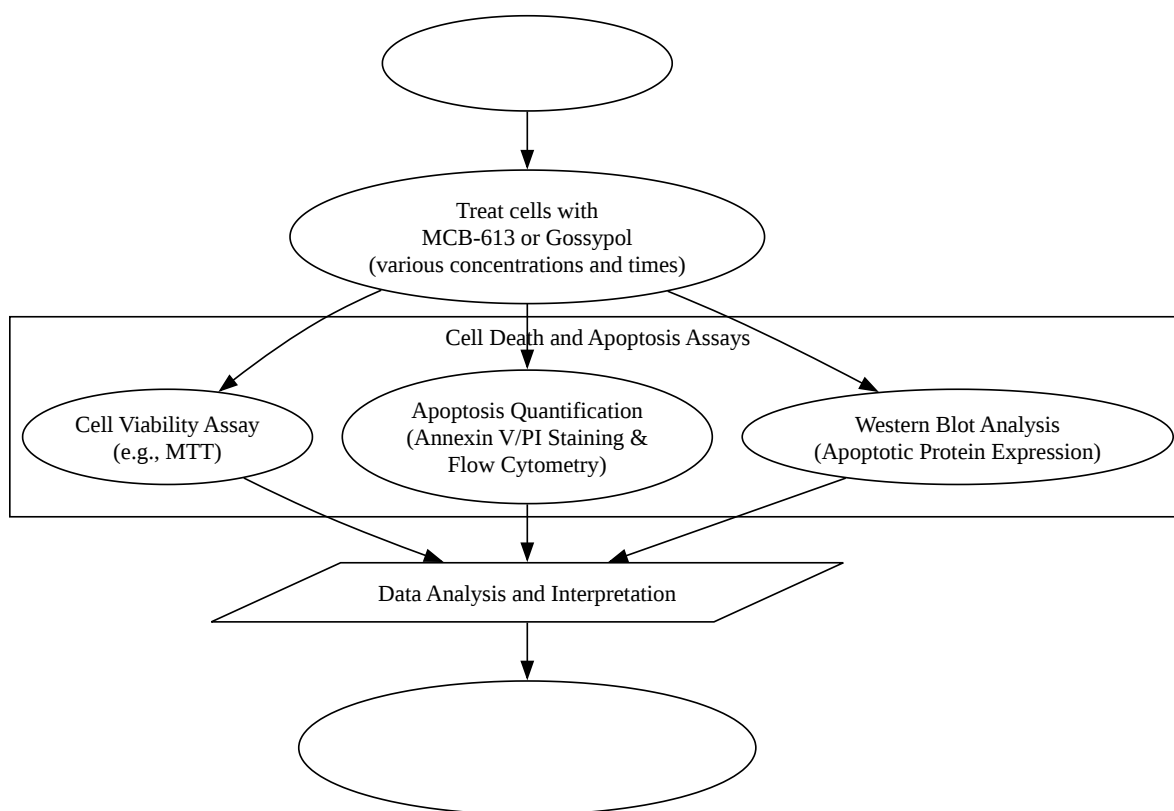 Treat cells with
MCB-613 or Gossypol
(various concentrations and times)
Cell Death and Apoptosis Assays
Cell Viability Assay
(e.g., MTT)
Apoptosis Quantification
(Annexin V/PI Staining &
Flow Cytometry)
Western Blot Analysis
(Apoptotic Protein Expression)
Data Analysis and Interpretation